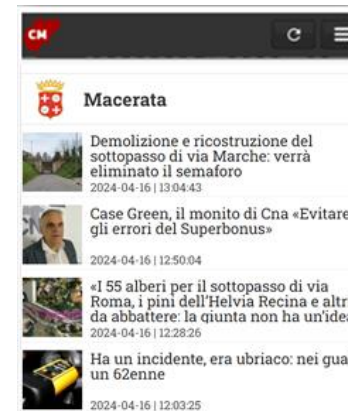 CM
Macerata
Demolizione e ricostruzione del
sottopasso di via Marche: verrà
eliminato il semaforo
2024-04-16 | 13:04:43
Case Green, il monito di Cna «Evitare
gli errori del Superbonus»
2024-04-16 | 12:50:04
«I 55 alberi per il sottopasso di via
Roma, i pini dell'Helvia Recina e altr
da abbattere: la giunta non ha un'idea
2024-04-16 | 12:28:26
Ha un incidente, era ubriaco: nei gua
un 62enne
2024-04-16 | 12:03:25